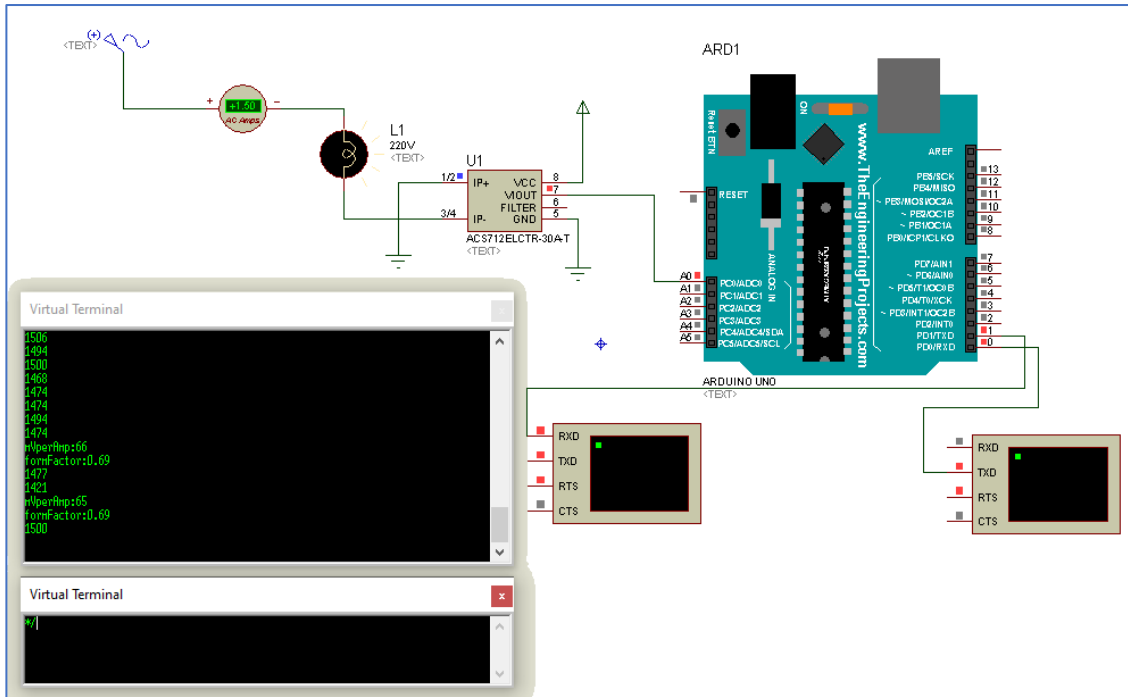 <TEXT>
(+)
+
+1.50
-
AC Amps
L1
220V
<TEXT>
U1
1/2
IP+
VCC
8
VIOUT
7
FILTER
6
3/4
IP-
GND
5
ACS712ELCTR-30A-T
<TEXT>
ARD1
Reset BTN
ON
www.TheEngineeringProjects.com
ANALOG IN
RESET
A0
PC0/ADC0
A1
PC1/ADC1
A2
PC2/ADC2
A3
PC3/ADC3
A4
PC4/ADC4/SDA
A5
PC5/ADC5/SCL
AREF
PB5/SCK
13
PB4/MISO
12
~ PB3/MOSI/OC2A
11
~ PB2/OC1B
10
~ PB1/OC1A
9
PB0/ICP1/CLKO
8
PD7/AIN1
7
~ PD6/AIN0
6
~ PD5/T1/OC0B
5
PD4/T0/XCK
4
~ PD3/INT1/OC2B
3
PD2/INT0
2
PD1/TXD
1
PD0/RXD
0
ARDUINO UNO
<TEXT>
Virtual Terminal
1506
1494
1500
1468
1474
1474
1494
1474
mVperAmp:66
formFactor:0.69
1477
1421
mVperAmp:65
formFactor:0.69
1500
Virtual Terminal
x
*/
RXD
TXD
RTS
CTS
RXD
TXD
RTS
CTS